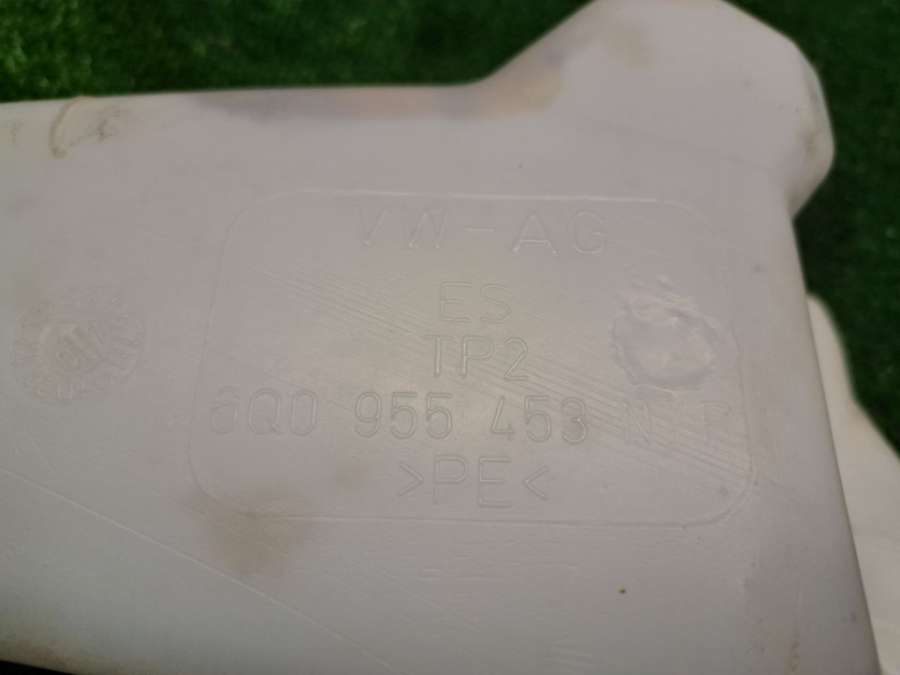 VW-AG
ES
TP2
6Q0 955 453 N
>PE<